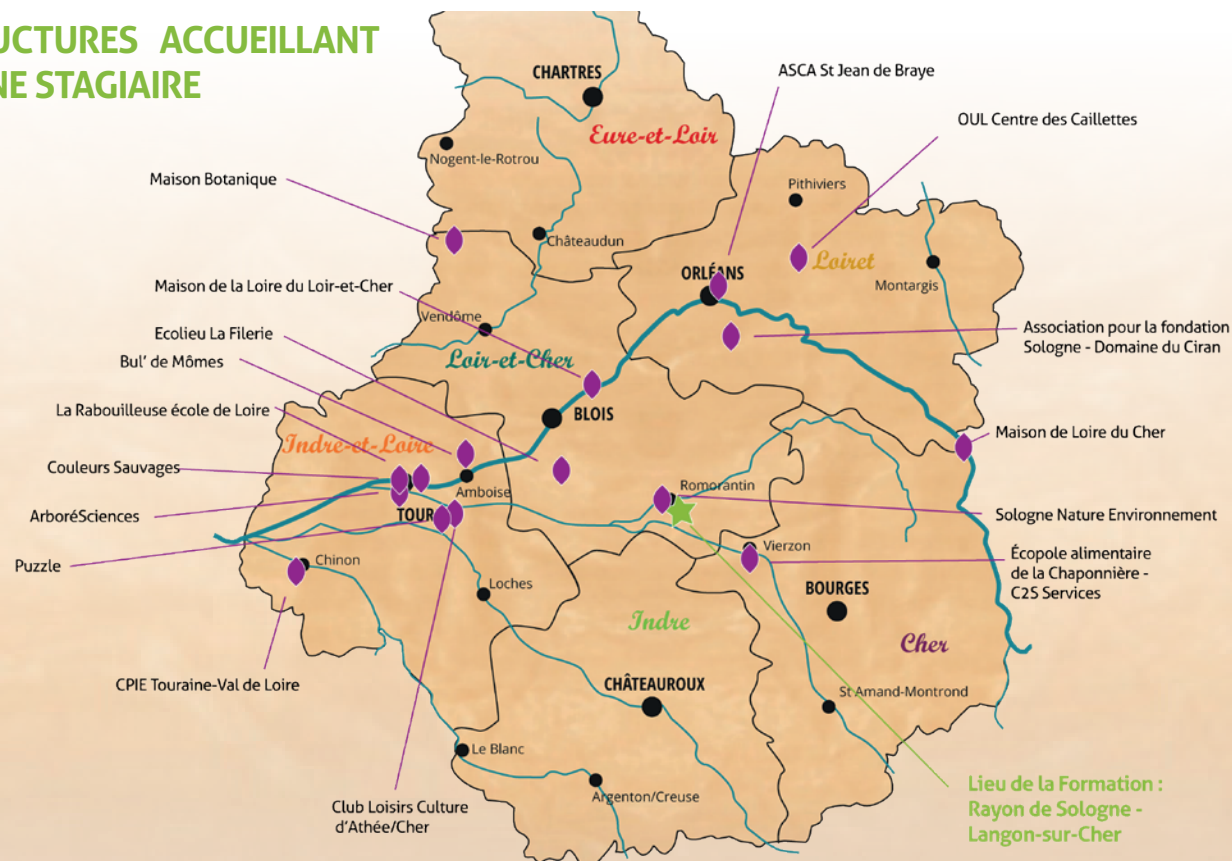 UCTURES ACCUEILLANT
NE STAGIAIRE
CHARTRES
ASCA St Jean de Braye
OUL Centre des Caillettes
Eure-et-Loir
Nogent-le-Rotrou
Maison Botanique
Pithiviers
Châteaudun
Loiret
ORLÉANS
Maison de la Loire du Loir-et-Cher
Montargis
Vendôme
Association pour la fondation
Sologne - Domaine du Ciran
Ecolieu La Filerie
Bul' de Mômes
Loir-et-Cher
La Rabouilleuse école de Loire
BLOIS
Indre-et-Loire
Maison de Loire du Cher
Couleurs Sauvages
Amboise
Romorantin
ArboréSciences
TOUR
Sologne Nature Environnement
Puzzle
Chinon
Vierzon
Écopole alimentaire
de la Chaponnière -
C2S Services
Loches
BOURGES
Indre
Cher
CPIE Touraine-Val de Loire
CHÂTEAUROUX
St Amand-Montrond
Le Blanc
Argenton/Creuse
Club Loisirs Culture
d'Athée/Cher
Lieu de la Formation :
Rayon de Sologne -
Langon-sur-Cher